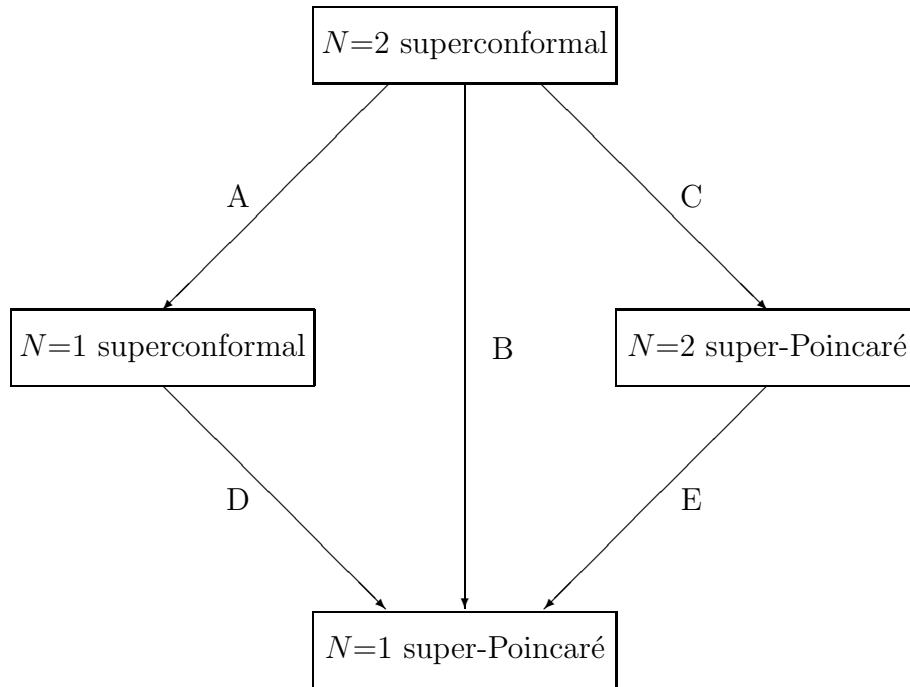 N=2 superconformal
A
C
N=1 superconformal
B
N=2 super-Poincaré
D
E
N=1 super-Poincaré